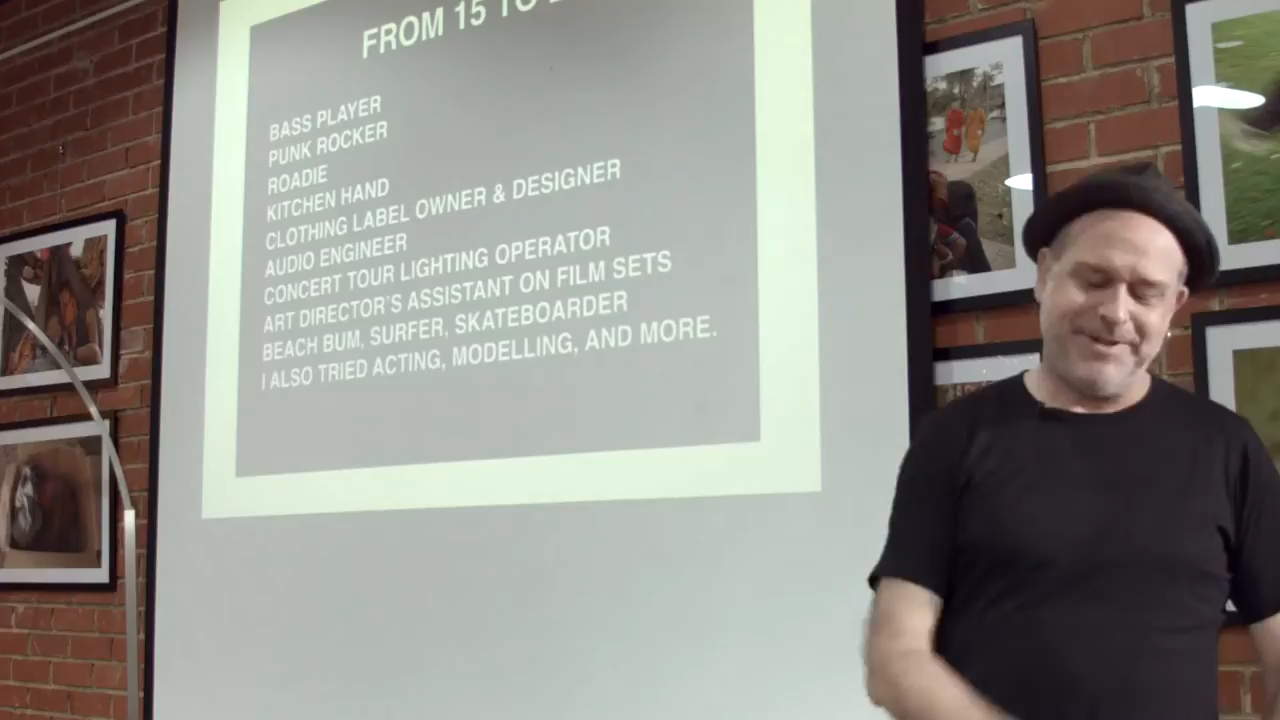 FROM 15 TO
BASS PLAYER
PUNK ROCKER
ROADIE
KITCHEN HAND
CLOTHING LABEL OWNER & DESIGNER
AUDIO ENGINEER
CONCERT TOUR LIGHTING OPERATOR
ART DIRECTOR'S ASSISTANT ON FILM SETS
BEACH BUM, SURFER, SKATEBOARDER
I ALSO TRIED ACTING, MODELLING, AND MORE.